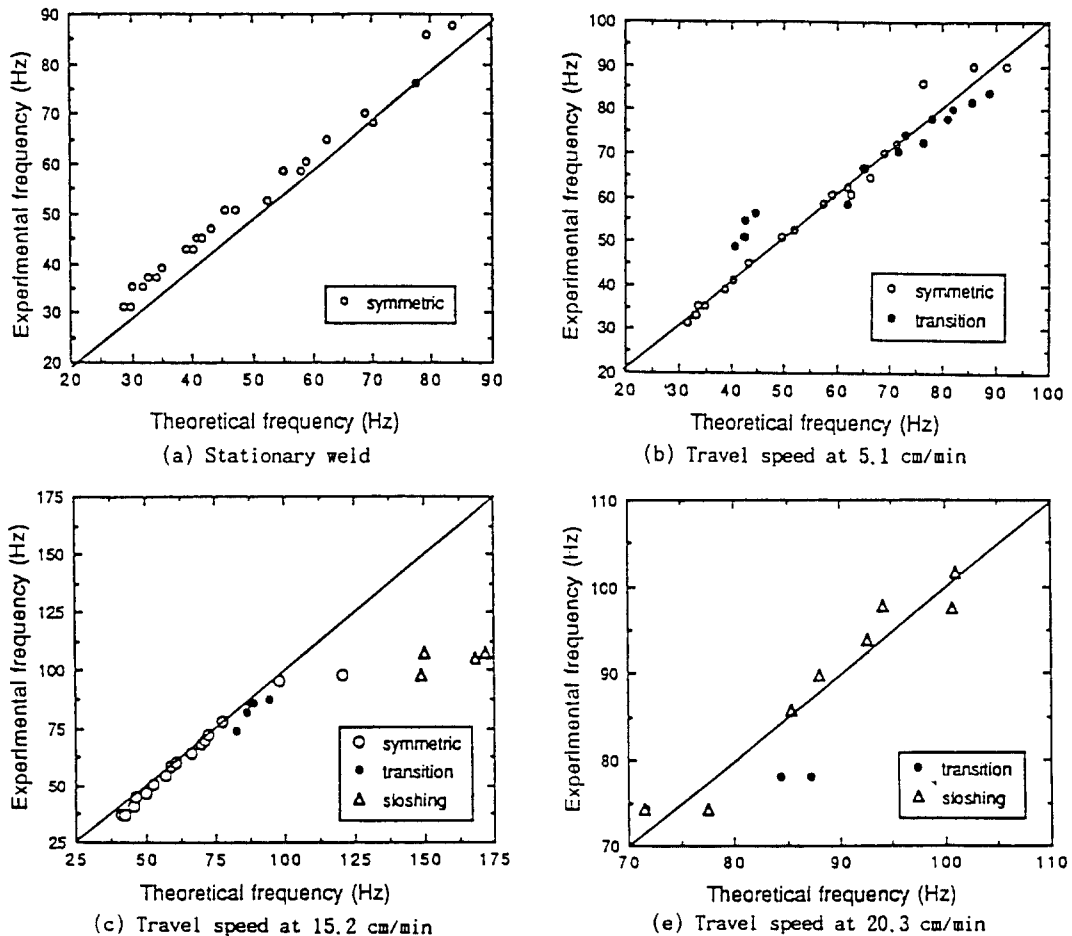 Experimental frequency (Hz)
90
80
70
60
50
40
30
20
20 30 40 50 60 70 80 90
symmetric
Theoretical frequency (Hz)
(a) Stationary weld
Experimental frequency (Hz)
100
90
80
70
60
50
40
30
20
20 30 40 50 60 70 80 90 100
symmetric
transition
Theoretical frequency (Hz)
(b) Travel speed at 5.1 cm/min
Experimental frequency (Hz)
175
150
125
100
75
50
25
25 50 75 100 125 150 175
symmetric
transition
sloshing
Theoretical frequency (Hz)
(c) Travel speed at 15.2 cm/min
Experimental frequency (Hz)
110
100
90
80
70
70 80 90 100 110
transition
sloshing
Theoretical frequency (Hz)
(e) Travel speed at 20.3 cm/min